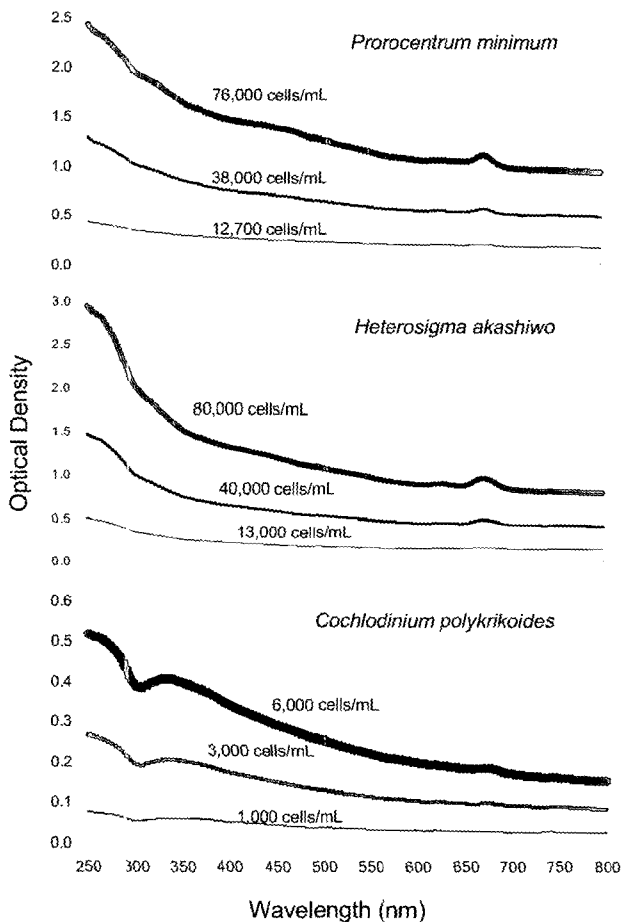 2.5
Prorocentrum minimum
2.0
76,000 cells/mL
1.5
1.0
38,000 cells/mL
0.5
12,700 cells/mL
0.0
3.0
Heterosigma akashiwo
2.5
2.0
80,000 cells/mL
1.5
1.0
40,000 cells/mL
0.5
13,000 cells/mL
0.0
Optical Density
0.6
Cochlodinium polykrikoides
0.5
0.4
6,000 cells/mL
0.3
3,000 cells/mL
0.2
0.1
1,000 cells/mL
0.0
250 300 350 400 450 500 550 600 650 700 750 800
Wavelength (nm)